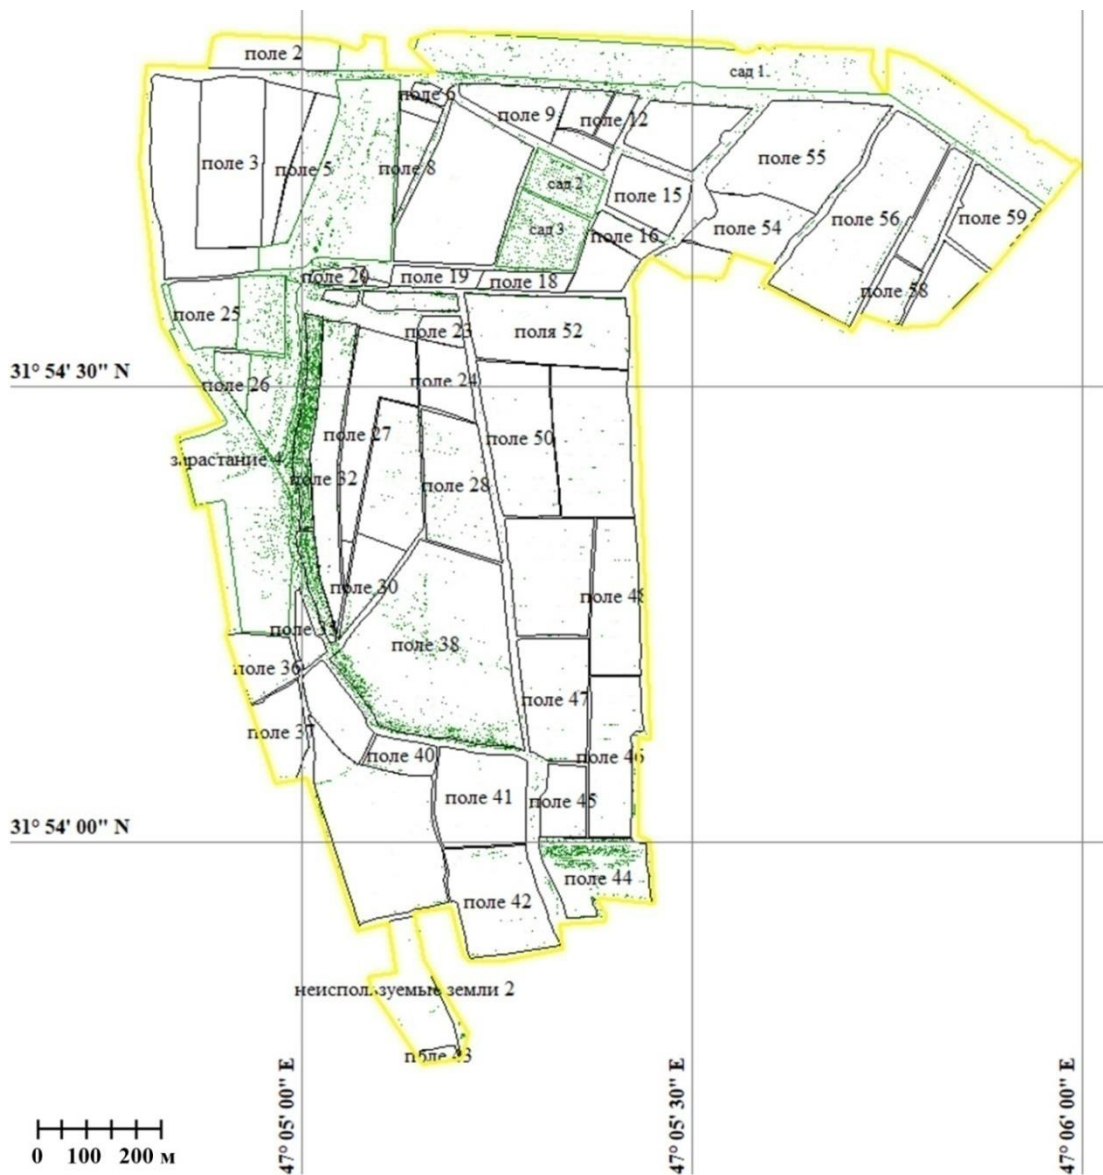 поле 2
сад 1
поле 6
поле 9
поле 12
поле 3
поле 5
поле 8
поле 55
сад 2
поле 15
сад 3
поле 16
поле 54
поле 56
поле 59
поле 20
поле 19
поле 18
поле 58
поле 25
поле 23
поля 52
31° 54' 30" N
поле 26
поле 24
поле 27
поле 50
зарастание 4
поле 32
поле 28
поле 30
поле 48
поле 33
поле 38
поле 36
поле 47
поле 37
поле 40
поле 46
поле 41
поле 45
31° 54' 00" N
поле 44
поле 42
неиспользуемые земли 2
поле 43
47° 05' 00" E
47° 05' 30" E
47° 06' 00" E
0 100 200 м